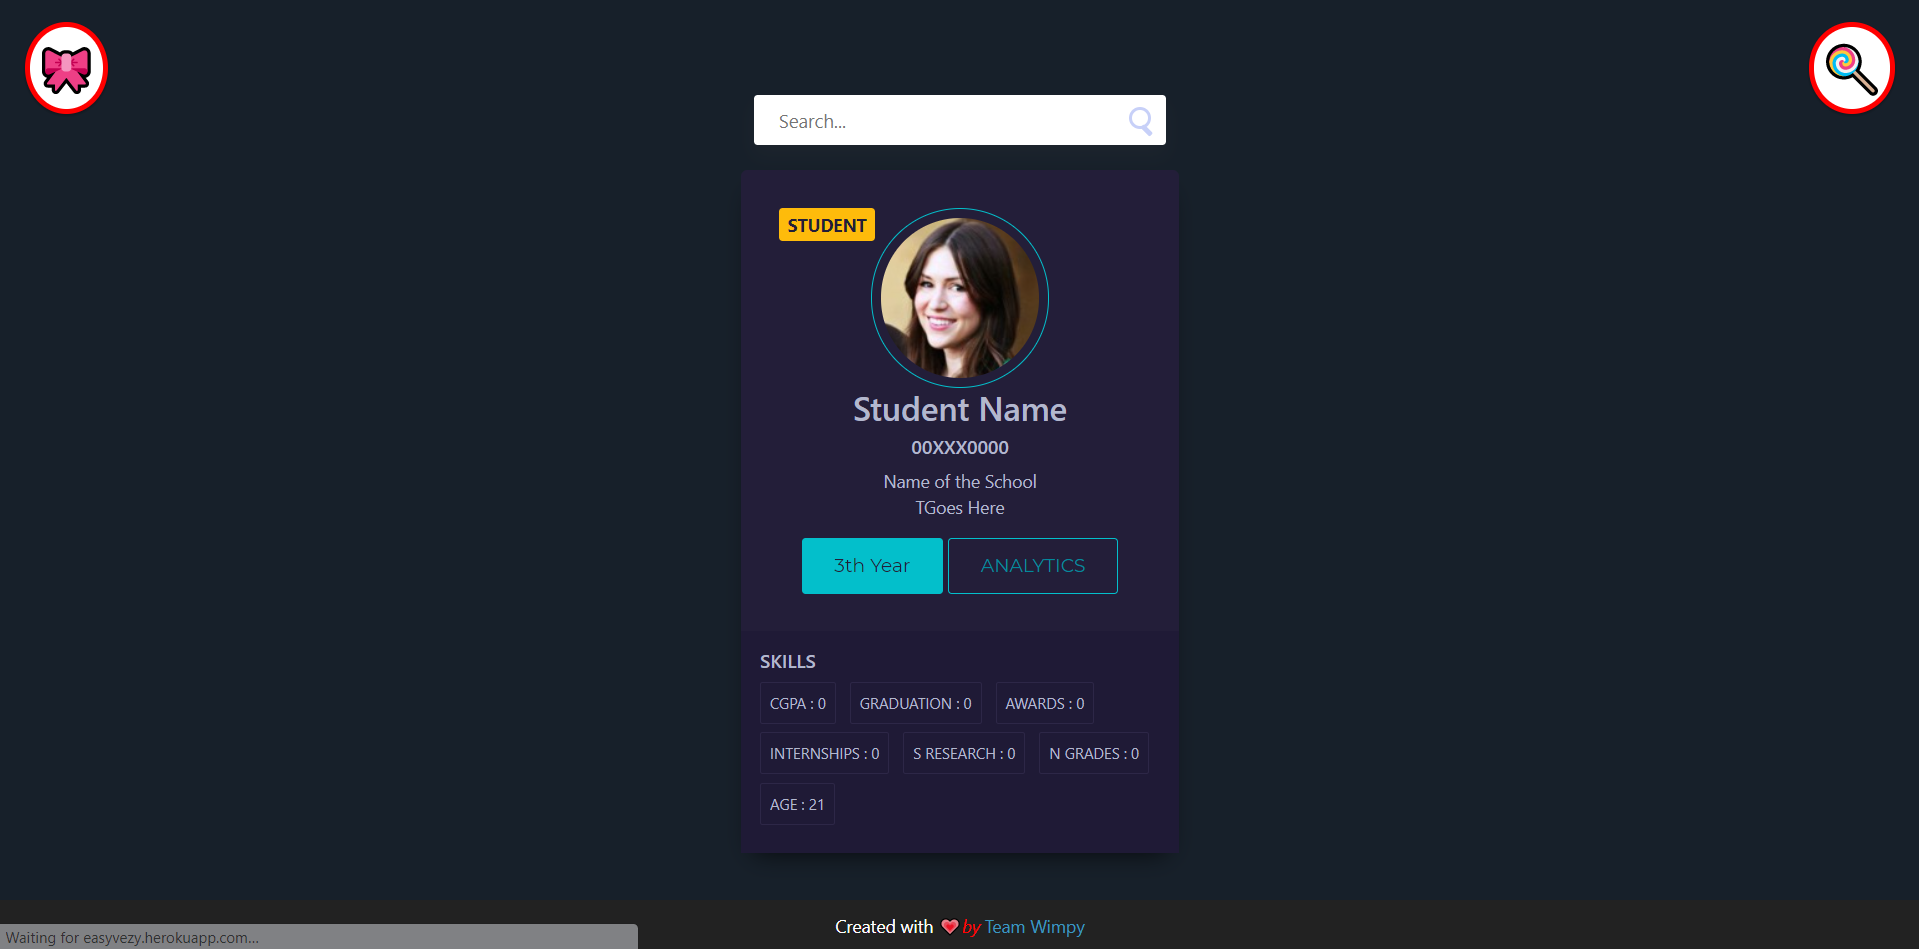 Search...
STUDENT
Student Name
00XXX0000
Name of the School
TGoes Here
3th Year ANALYTICS
SKILLS
CGPA : 0 GRADUATION : 0 AWARDS : 0
INTERNSHIPS : 0 S RESEARCH : 0 N GRADES : 0
AGE : 21
Created with by Team Wimpy
Waiting for easyvezy.herokuapp.com...